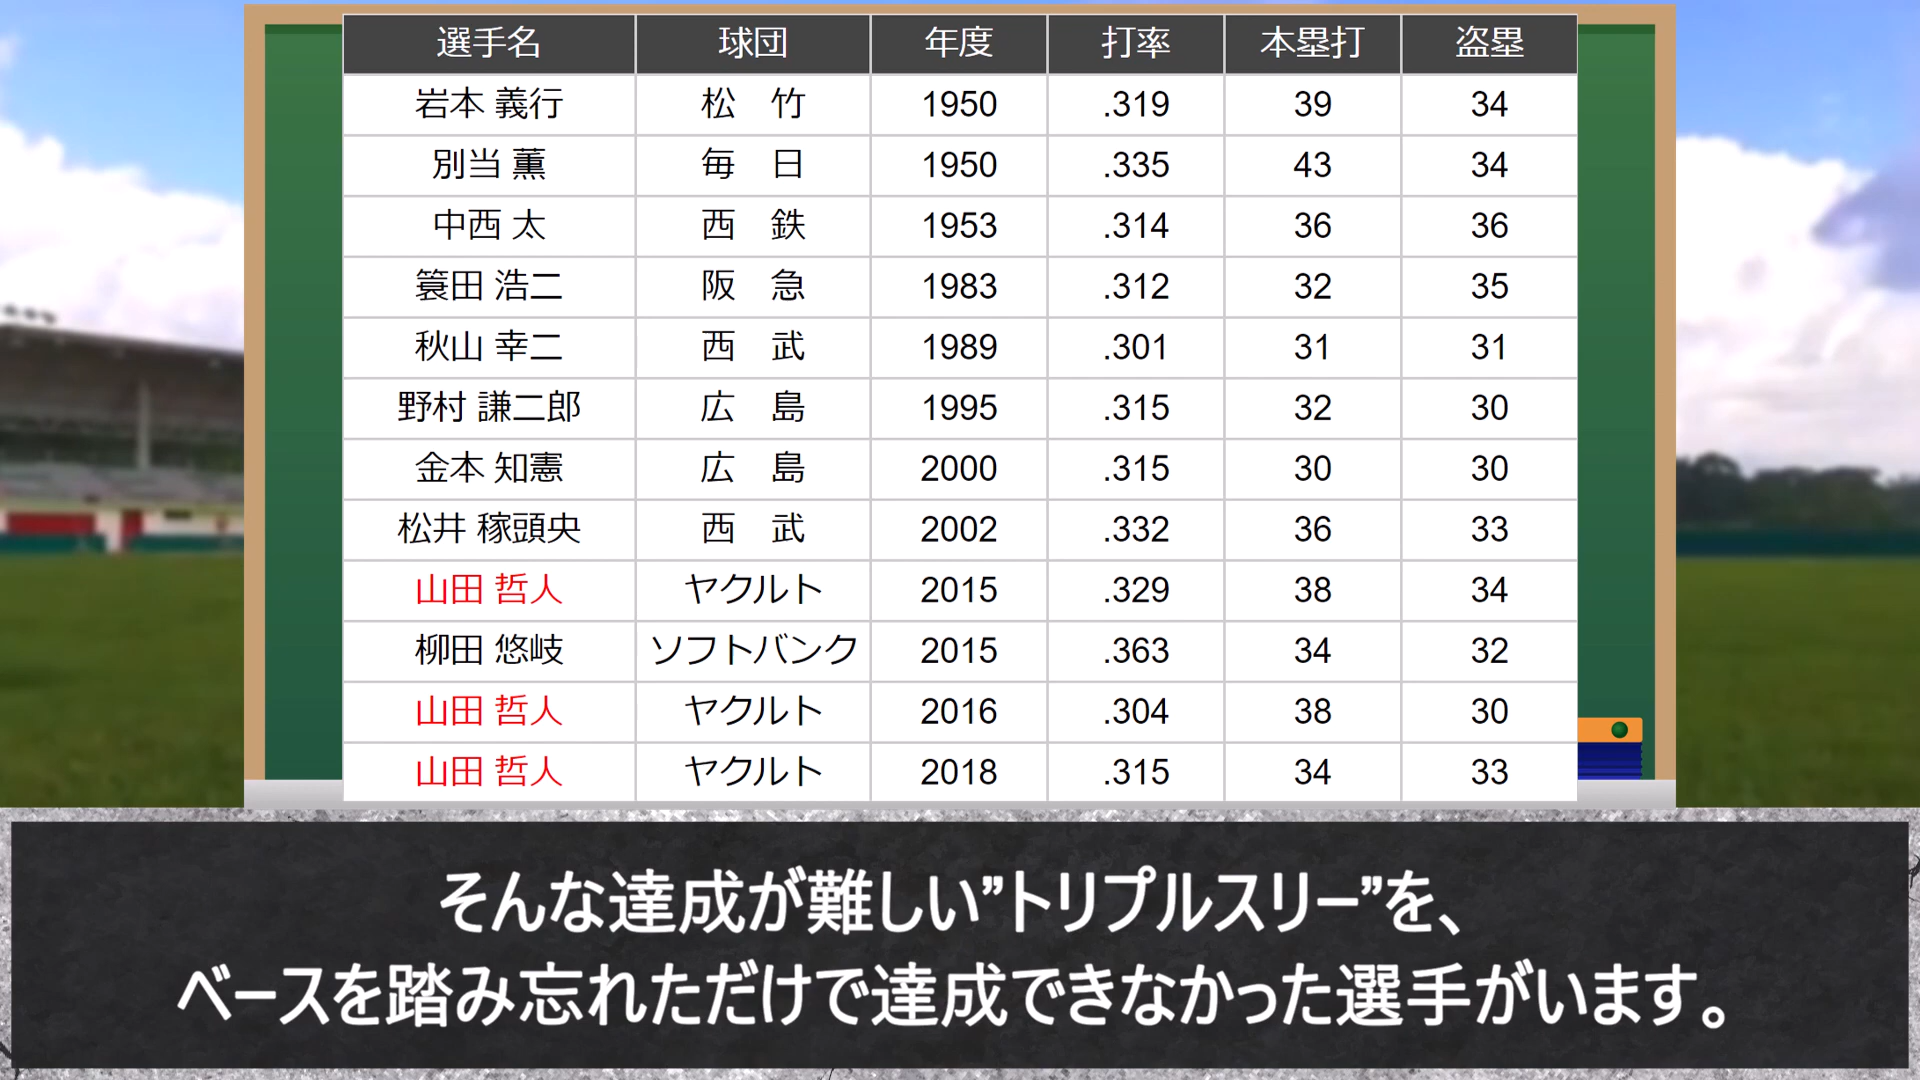 選手名 球団 年度 打率 本塁打 盗塁
岩本 義行 松　竹 1950 .319 39 34
別当 薫 毎　日 1950 .335 43 34
中西 太 西　鉄 1953 .314 36 36
簑田 浩二 阪　急 1983 .312 32 35
秋山 幸二 西　武 1989 .301 31 31
野村 謙二郎 広　島 1995 .315 32 30
金本 知憲 広　島 2000 .315 30 30
松井 稼頭央 西　武 2002 .332 36 33
山田 哲人 ヤクルト 2015 .329 38 34
柳田 悠岐 ソフトバンク 2015 .363 34 32
山田 哲人 ヤクルト 2016 .304 38 30
山田 哲人 ヤクルト 2018 .315 34 33
そんな達成が難しい”トリプルスリー”を、
ベースを踏み忘れただけで達成できなかった選手がいます。